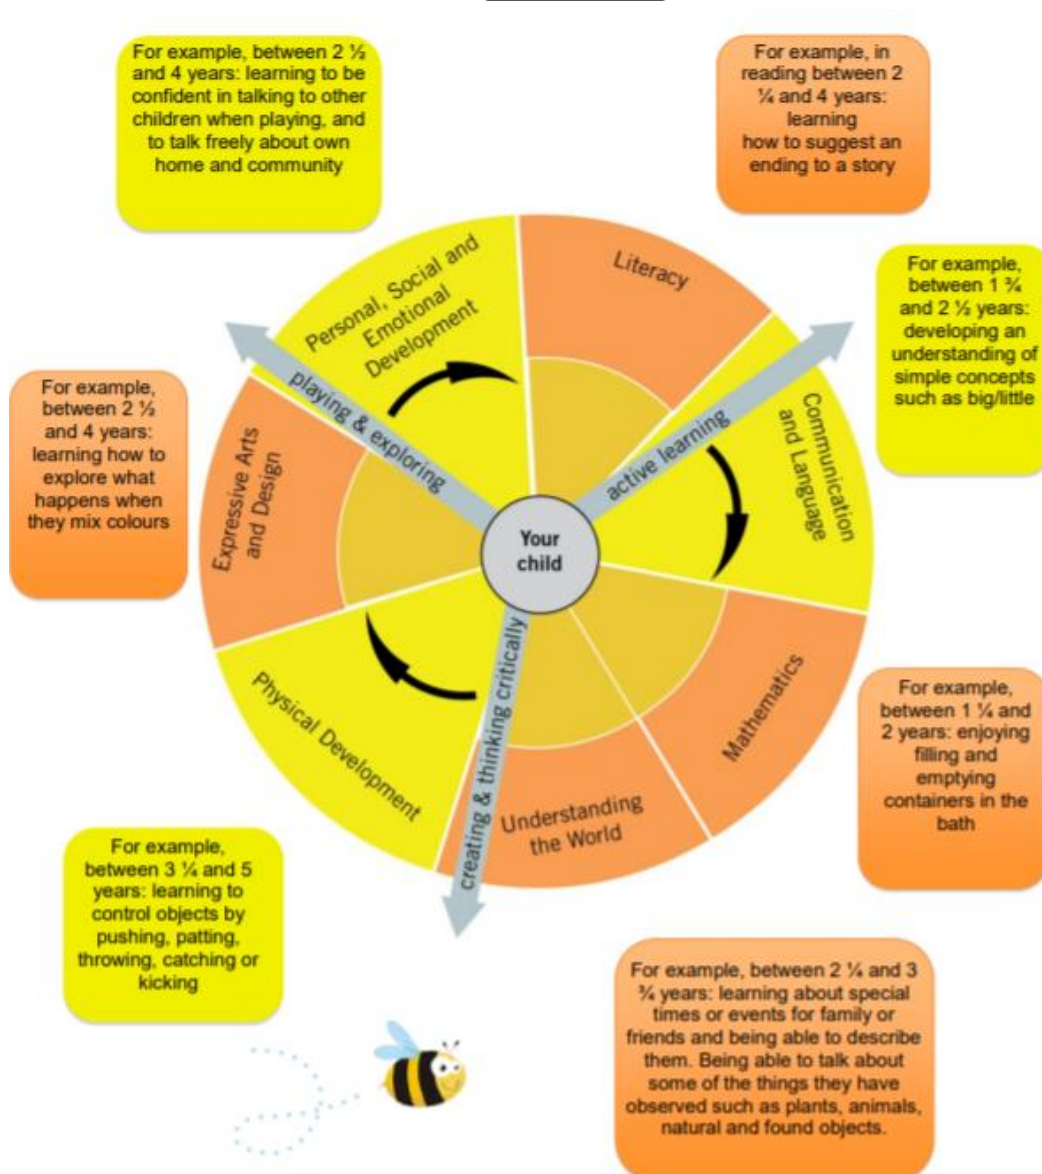 For example, between 2 ½
and 4 years: learning to be
confident in talking to other
children when playing, and
to talk freely about own
home and community
For example, in
reading between 2
¼ and 4 years:
learning
how to suggest an
ending to a story
For example,
between 1 ¾
and 2 ½ years:
developing an
understanding of
simple concepts
such as big/little
For example,
between 2 ½
and 4 years:
learning how to
explore what
happens when
they mix colours
Personal, Social and
Emotional
Development
Literacy
Communication
and Language
Expressive Arts
and Design
playing & exploring
active learning
Your
child
creating & thinking critically
Physical Development
Understanding
the World
Mathematics
For example,
between 1 ¼ and
2 years: enjoying
filling and
emptying
containers in the
bath
For example,
between 3 ¼ and 5
years: learning to
control objects by
pushing, patting,
throwing, catching or
kicking
For example, between 2 ¼ and 3
¾ years: learning about special
times or events for family or
friends and being able to describe
them. Being able to talk about
some of the things they have
observed such as plants, animals,
natural and found objects.